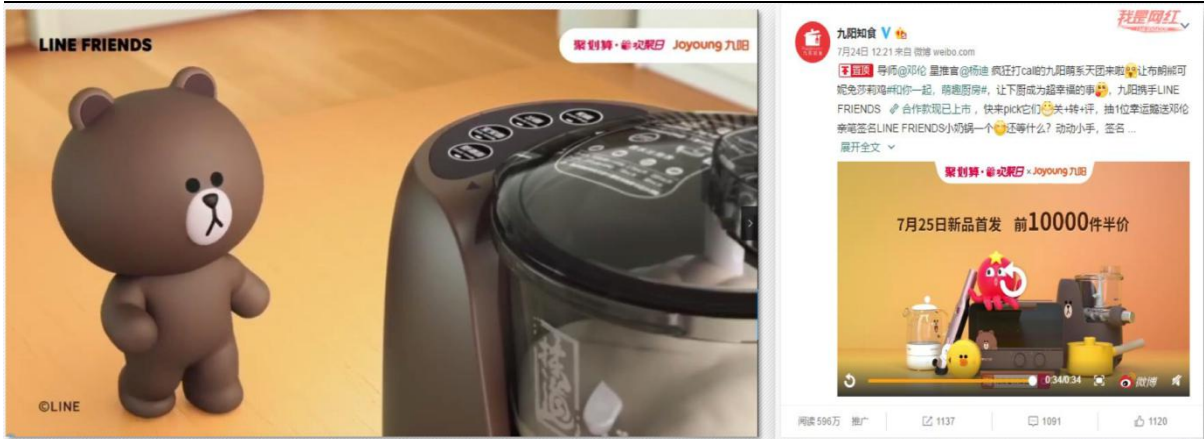 LINE FRIENDS
聚划算·欢聚日 Joyoung 九阳
©LINE
我是网红
九阳知食
7月24日 12:21 来自 微博 weibo.com
置顶 导师@邓伦 星推官@杨迪 疯狂打call的九阳萌系天团来啦让布朗熊可
妮兔莎莉鸡#和你一起，萌趣厨房#，让下厨成为超幸福的事，九阳携手LINE
FRIENDS 合作款现已上市，快来pick它们关+转+评，抽1位幸运鹅送邓伦
亲笔签名LINE FRIENDS小奶锅一个还等什么？动动小手，签名 ...
展开全文
聚划算·欢聚日×Joyoung九阳
7月25日新品首发 前10000件半价
0:34/0:34
微博
阅读 596万 推广 1137 1091 1120